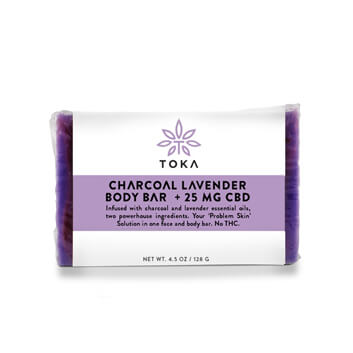 TOKA
CHARCOAL LAVENDER
BODY BAR + 25 MG CBD
Infused with charcoal and lavender essential oils,
two powerhouse ingredients. Your 'Problem Skin'
Solution in one face and body bar. No THC.
NET WT. 4.5 OZ / 128 G